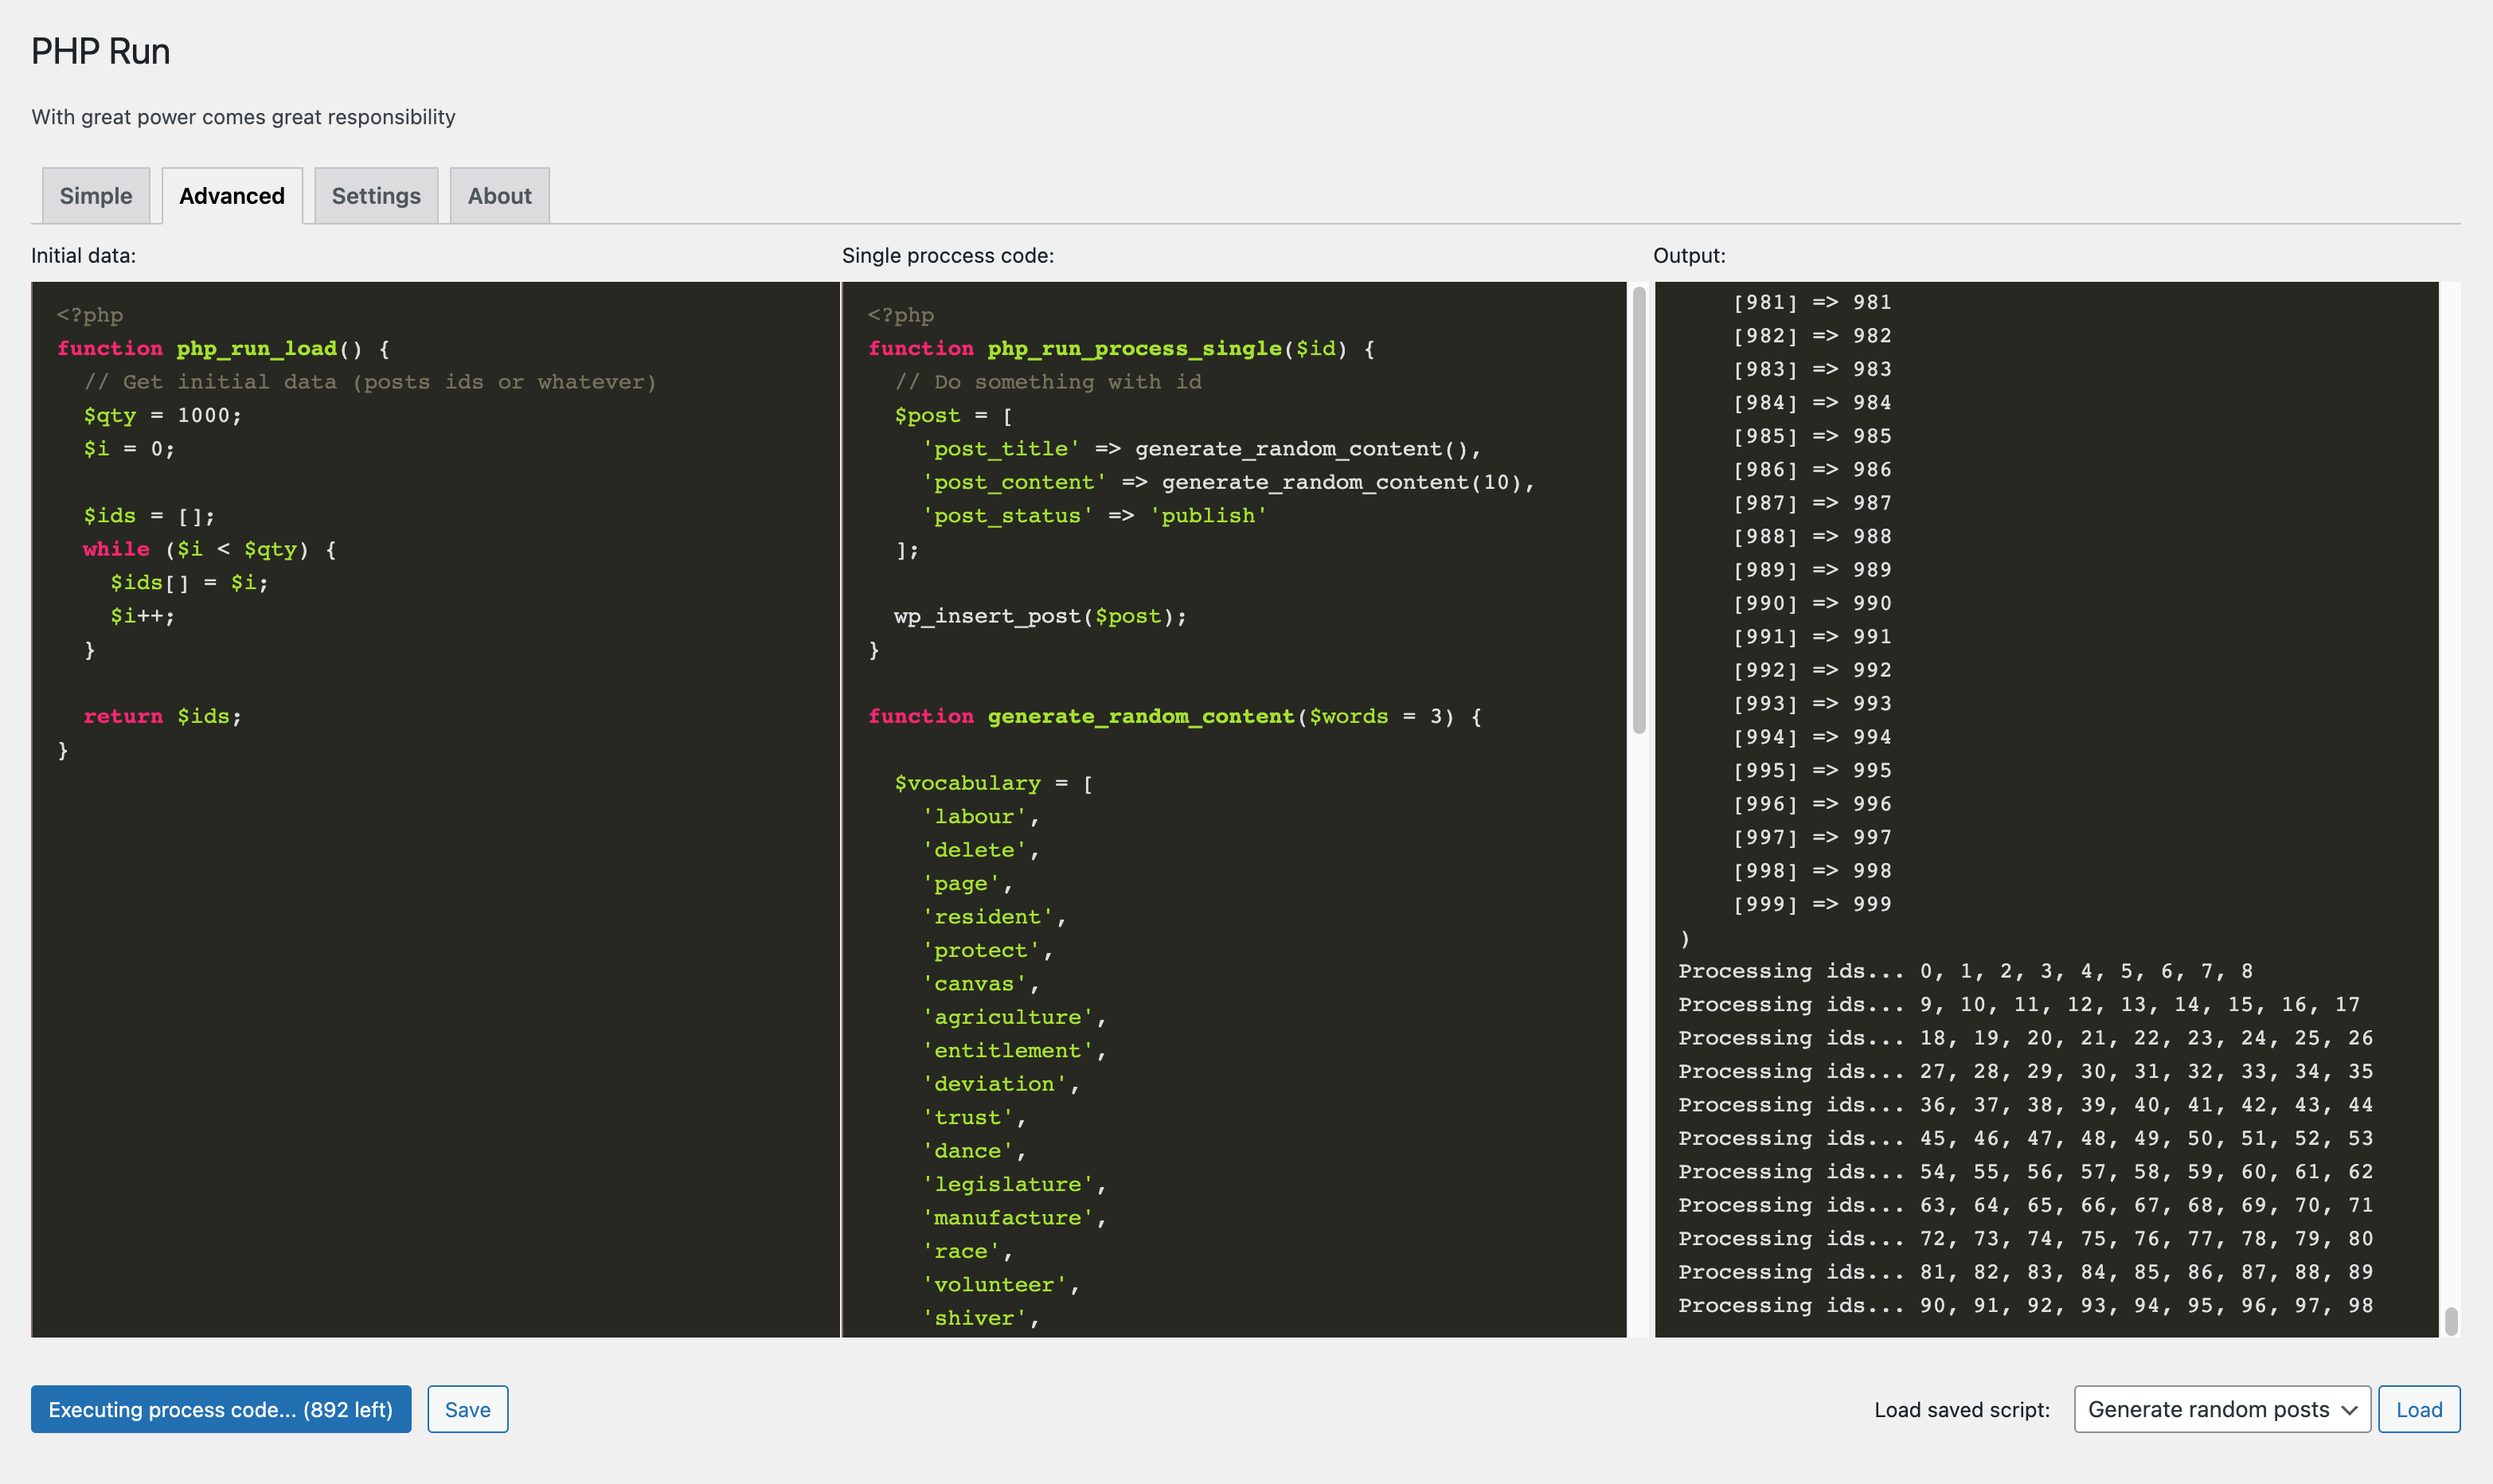 PHP Run
With great power comes great responsibility
Simple
Advanced
Settings
About
Initial data:
<?php
function php_run_load() {
  // Get initial data (posts ids or whatever)
  $qty = 1000;
  $i = 0;

  $ids = [];
  while ($i < $qty) {
    $ids[] = $i;
    $i++;
  }

  return $ids;
}
Single proccess code:
<?php
function php_run_process_single($id) {
  // Do something with id
  $post = [
    'post_title' => generate_random_content(),
    'post_content' => generate_random_content(10),
    'post_status' => 'publish'
  ];

  wp_insert_post($post);
}

function generate_random_content($words = 3) {

  $vocabulary = [
    'labour',
    'delete',
    'page',
    'resident',
    'protect',
    'canvas',
    'agriculture',
    'entitlement',
    'deviation',
    'trust',
    'dance',
    'legislature',
    'manufacture',
    'race',
    'volunteer',
    'shiver',
Output:
    [981] => 981
    [982] => 982
    [983] => 983
    [984] => 984
    [985] => 985
    [986] => 986
    [987] => 987
    [988] => 988
    [989] => 989
    [990] => 990
    [991] => 991
    [992] => 992
    [993] => 993
    [994] => 994
    [995] => 995
    [996] => 996
    [997] => 997
    [998] => 998
    [999] => 999
)
Processing ids... 0, 1, 2, 3, 4, 5, 6, 7, 8
Processing ids... 9, 10, 11, 12, 13, 14, 15, 16, 17
Processing ids... 18, 19, 20, 21, 22, 23, 24, 25, 26
Processing ids... 27, 28, 29, 30, 31, 32, 33, 34, 35
Processing ids... 36, 37, 38, 39, 40, 41, 42, 43, 44
Processing ids... 45, 46, 47, 48, 49, 50, 51, 52, 53
Processing ids... 54, 55, 56, 57, 58, 59, 60, 61, 62
Processing ids... 63, 64, 65, 66, 67, 68, 69, 70, 71
Processing ids... 72, 73, 74, 75, 76, 77, 78, 79, 80
Processing ids... 81, 82, 83, 84, 85, 86, 87, 88, 89
Processing ids... 90, 91, 92, 93, 94, 95, 96, 97, 98
Executing process code... (892 left)
Save
Load saved script:
Generate random posts
Load